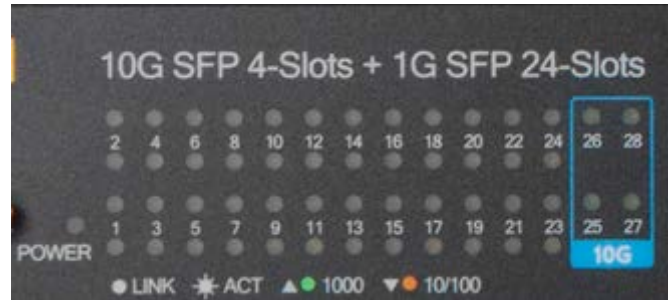 10G SFP 4-Slots + 1G SFP 24-Slots
2 4 6 8 10 12 14 16 18 20 22 24 26 28
1 3 5 7 9 11 13 15 17 19 21 23 25 27
POWER 10G
LINK ACT 1000 10/100